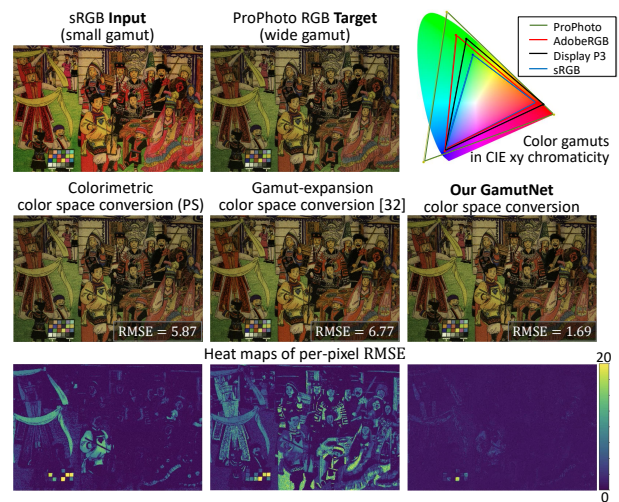 sRGB Input
(small gamut)
ProPhoto RGB Target
(wide gamut)
ProPhoto
AdobeRGB
Display P3
sRGB
Color gamuts
in CIE xy chromaticity
Colorimetric
color space conversion (PS)
Gamut-expansion
color space conversion [32]
Our GamutNet
color space conversion
RMSE = 5.87
RMSE = 6.77
RMSE = 1.69
Heat maps of per-pixel RMSE
20
0